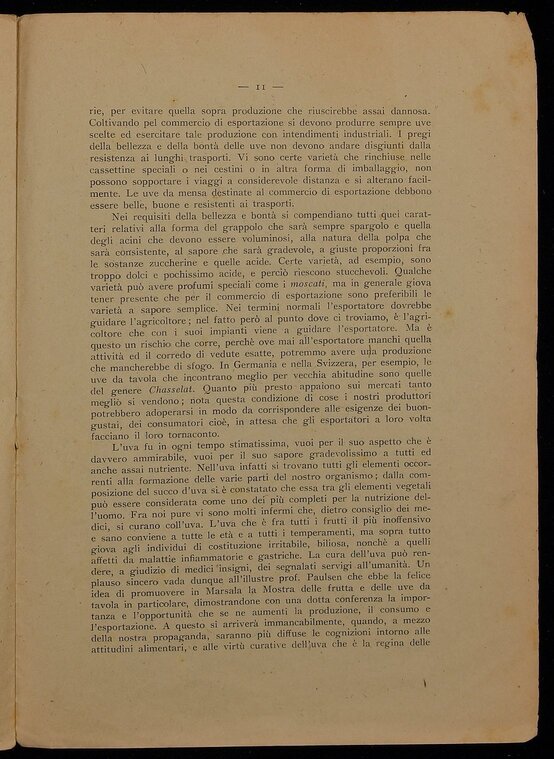 — 11 —
rie, per evitare quella sopra produzione che riuscirebbe assai dannosa.
Coltivando pel commercio di esportazione si devono produrre sempre uve
scelte ed esercitare tale produzione con intendimenti industriali. I pregi
della bellezza e della bontà delle uve non devono andare disgiunti dalla
resistenza ai lunghi trasporti. Vi sono certe varietà che rinchiuse nelle
cassettine speciali o nei cestini o in altra forma di imballaggio, non
possono sopportare i viaggi a considerevole distanza e si alterano facil-
mente. Le uve da mensa destinate al commercio di esportazione debbono
essere belle, buone e resistenti ai trasporti.
Nei requisiti della bellezza e bontà si compendiano tutti quei carat-
teri relativi alla forma del grappolo che sarà sempre spargolo e quella
degli acini che devono essere voluminosi, alla natura della polpa che
sarà consistente, al sapore che sarà gradevole, a giuste proporzioni fra
le sostanze zuccherine e quelle acide. Certe varietà, ad esempio, sono
troppo dolci e pochissimo acide, e perciò riescono stucchevoli. Qualche
varietà può avere profumi speciali come i moscati, ma in generale giova
tener presente che per il commercio di esportazione sono preferibili le
varietà a sapore semplice. Nei termini normali l'esportatore dovrebbe
guidare l'agricoltore; nel fatto però al punto dove ci troviamo, è l'agri-
coltore che con i suoi impianti viene a guidare l'esportatore. Ma è
questo un rischio che corre, perchè ove mai all'esportatore manchi quella
attività ed il corredo di vedute esatte, potremmo avere una produzione
che mancherebbe di sfogo. In Germania e nella Svizzera, per esempio, le
uve da tavola che incontrano meglio per vecchia abitudine sono quelle
del genere Chasselat. Quanto più presto appaiono sui mercati tanto
meglio si vendono; nota questa condizione di cose i nostri produttori
potrebbero adoperarsi in modo da corrispondere alle esigenze dei buon-
gustai, dei consumatori cioè, in attesa che gli esportatori a loro volta
facciano il loro tornaconto.
L'uva fu in ogni tempo stimatissima, vuoi per il suo aspetto che è
davvero ammirabile, vuoi per il suo sapore gradevolissimo a tutti ed
anche assai nutriente. Nell'uva infatti si trovano tutti gli elementi occor-
renti alla formazione delle varie parti del nostro organismo; dalla com-
posizione del succo d'uva si è constatato che essa tra gli elementi vegetali
può essere considerata come uno dei più completi per la nutrizione del-
l'uomo. Fra noi pure vi sono molti infermi che, dietro consiglio dei me-
dici, si curano coll'uva. L'uva che è fra tutti i frutti il più inoffensivo
e sano conviene a tutte le età e a tutti i temperamenti, ma sopra tutto
giova agli individui di costituzione irritabile, biliosa, nonchè a quelli
affetti da malattie infiammatorie e gastriche. La cura dell'uva può ren-
dere, a giudizio di medici insigni, dei segnalati servigi all'umanità. Un
plauso sincero vada dunque all'illustre prof. Paulsen che ebbe la felice
idea di promuovere in Marsala la Mostra delle frutta e delle uve da
tavola in particolare, dimostrandone con una dotta conferenza la impor-
tanza e l'opportunità che se ne aumenti la produzione, il consumo e
l'esportazione. A questo si arriverà immancabilmente, quando, a mezzo
della nostra propaganda, saranno più diffuse le cognizioni intorno alle
attitudini alimentari, e alle virtù curative dell'uva che è la regina delle